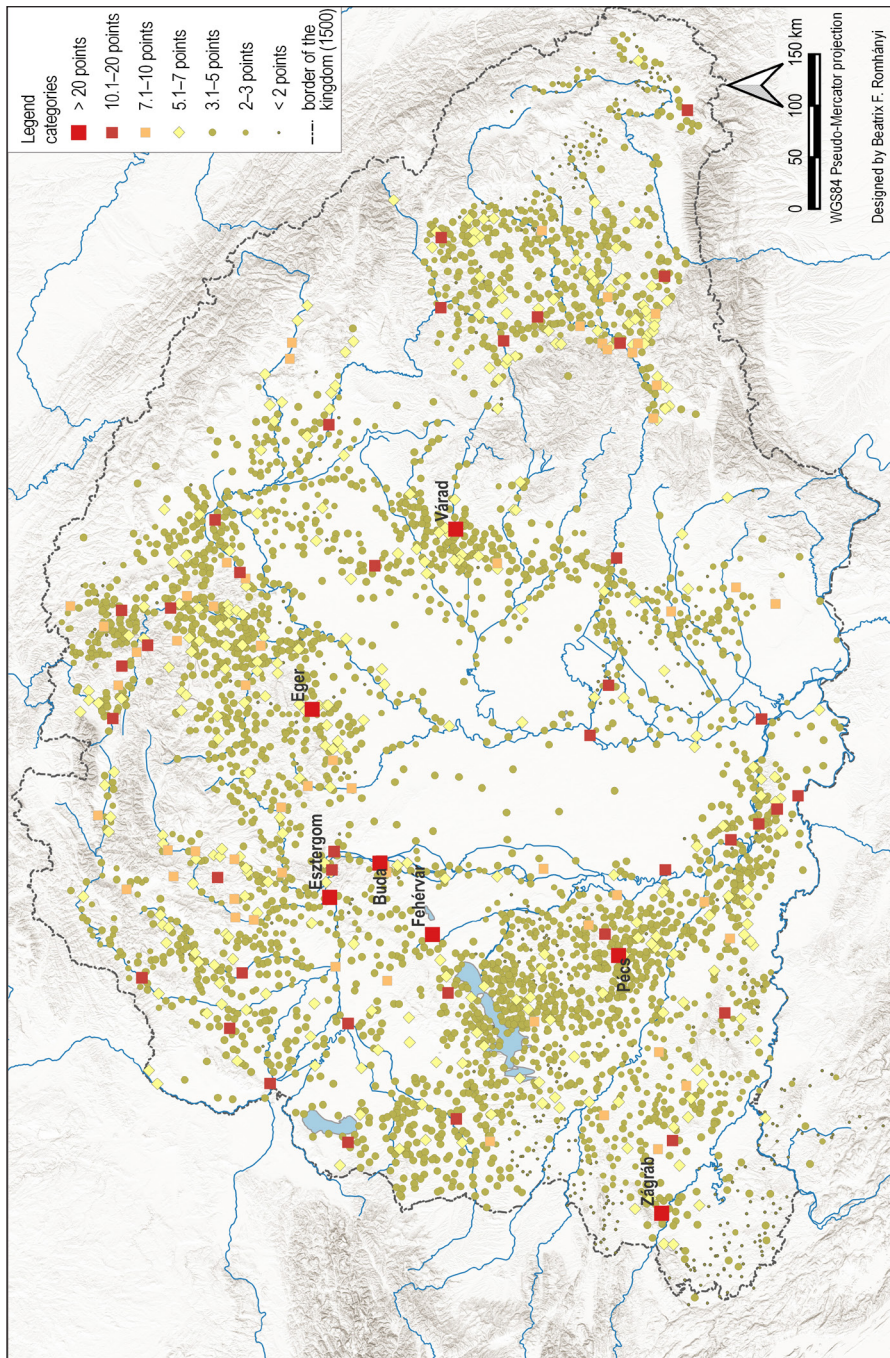 Legend
categories
> 20 points
10.1–20 points
7.1–10 points
5.1–7 points
3.1–5 points
2–3 points
< 2 points
border of the
kingdom (1500)
Eger
Várad
Esztergom
Buda
Fehérvár
Pécs
Zágráb
0 50 100 150 km
WGS84 Pseudo-Mercator projection
Designed by Beatrix F. Romhányi